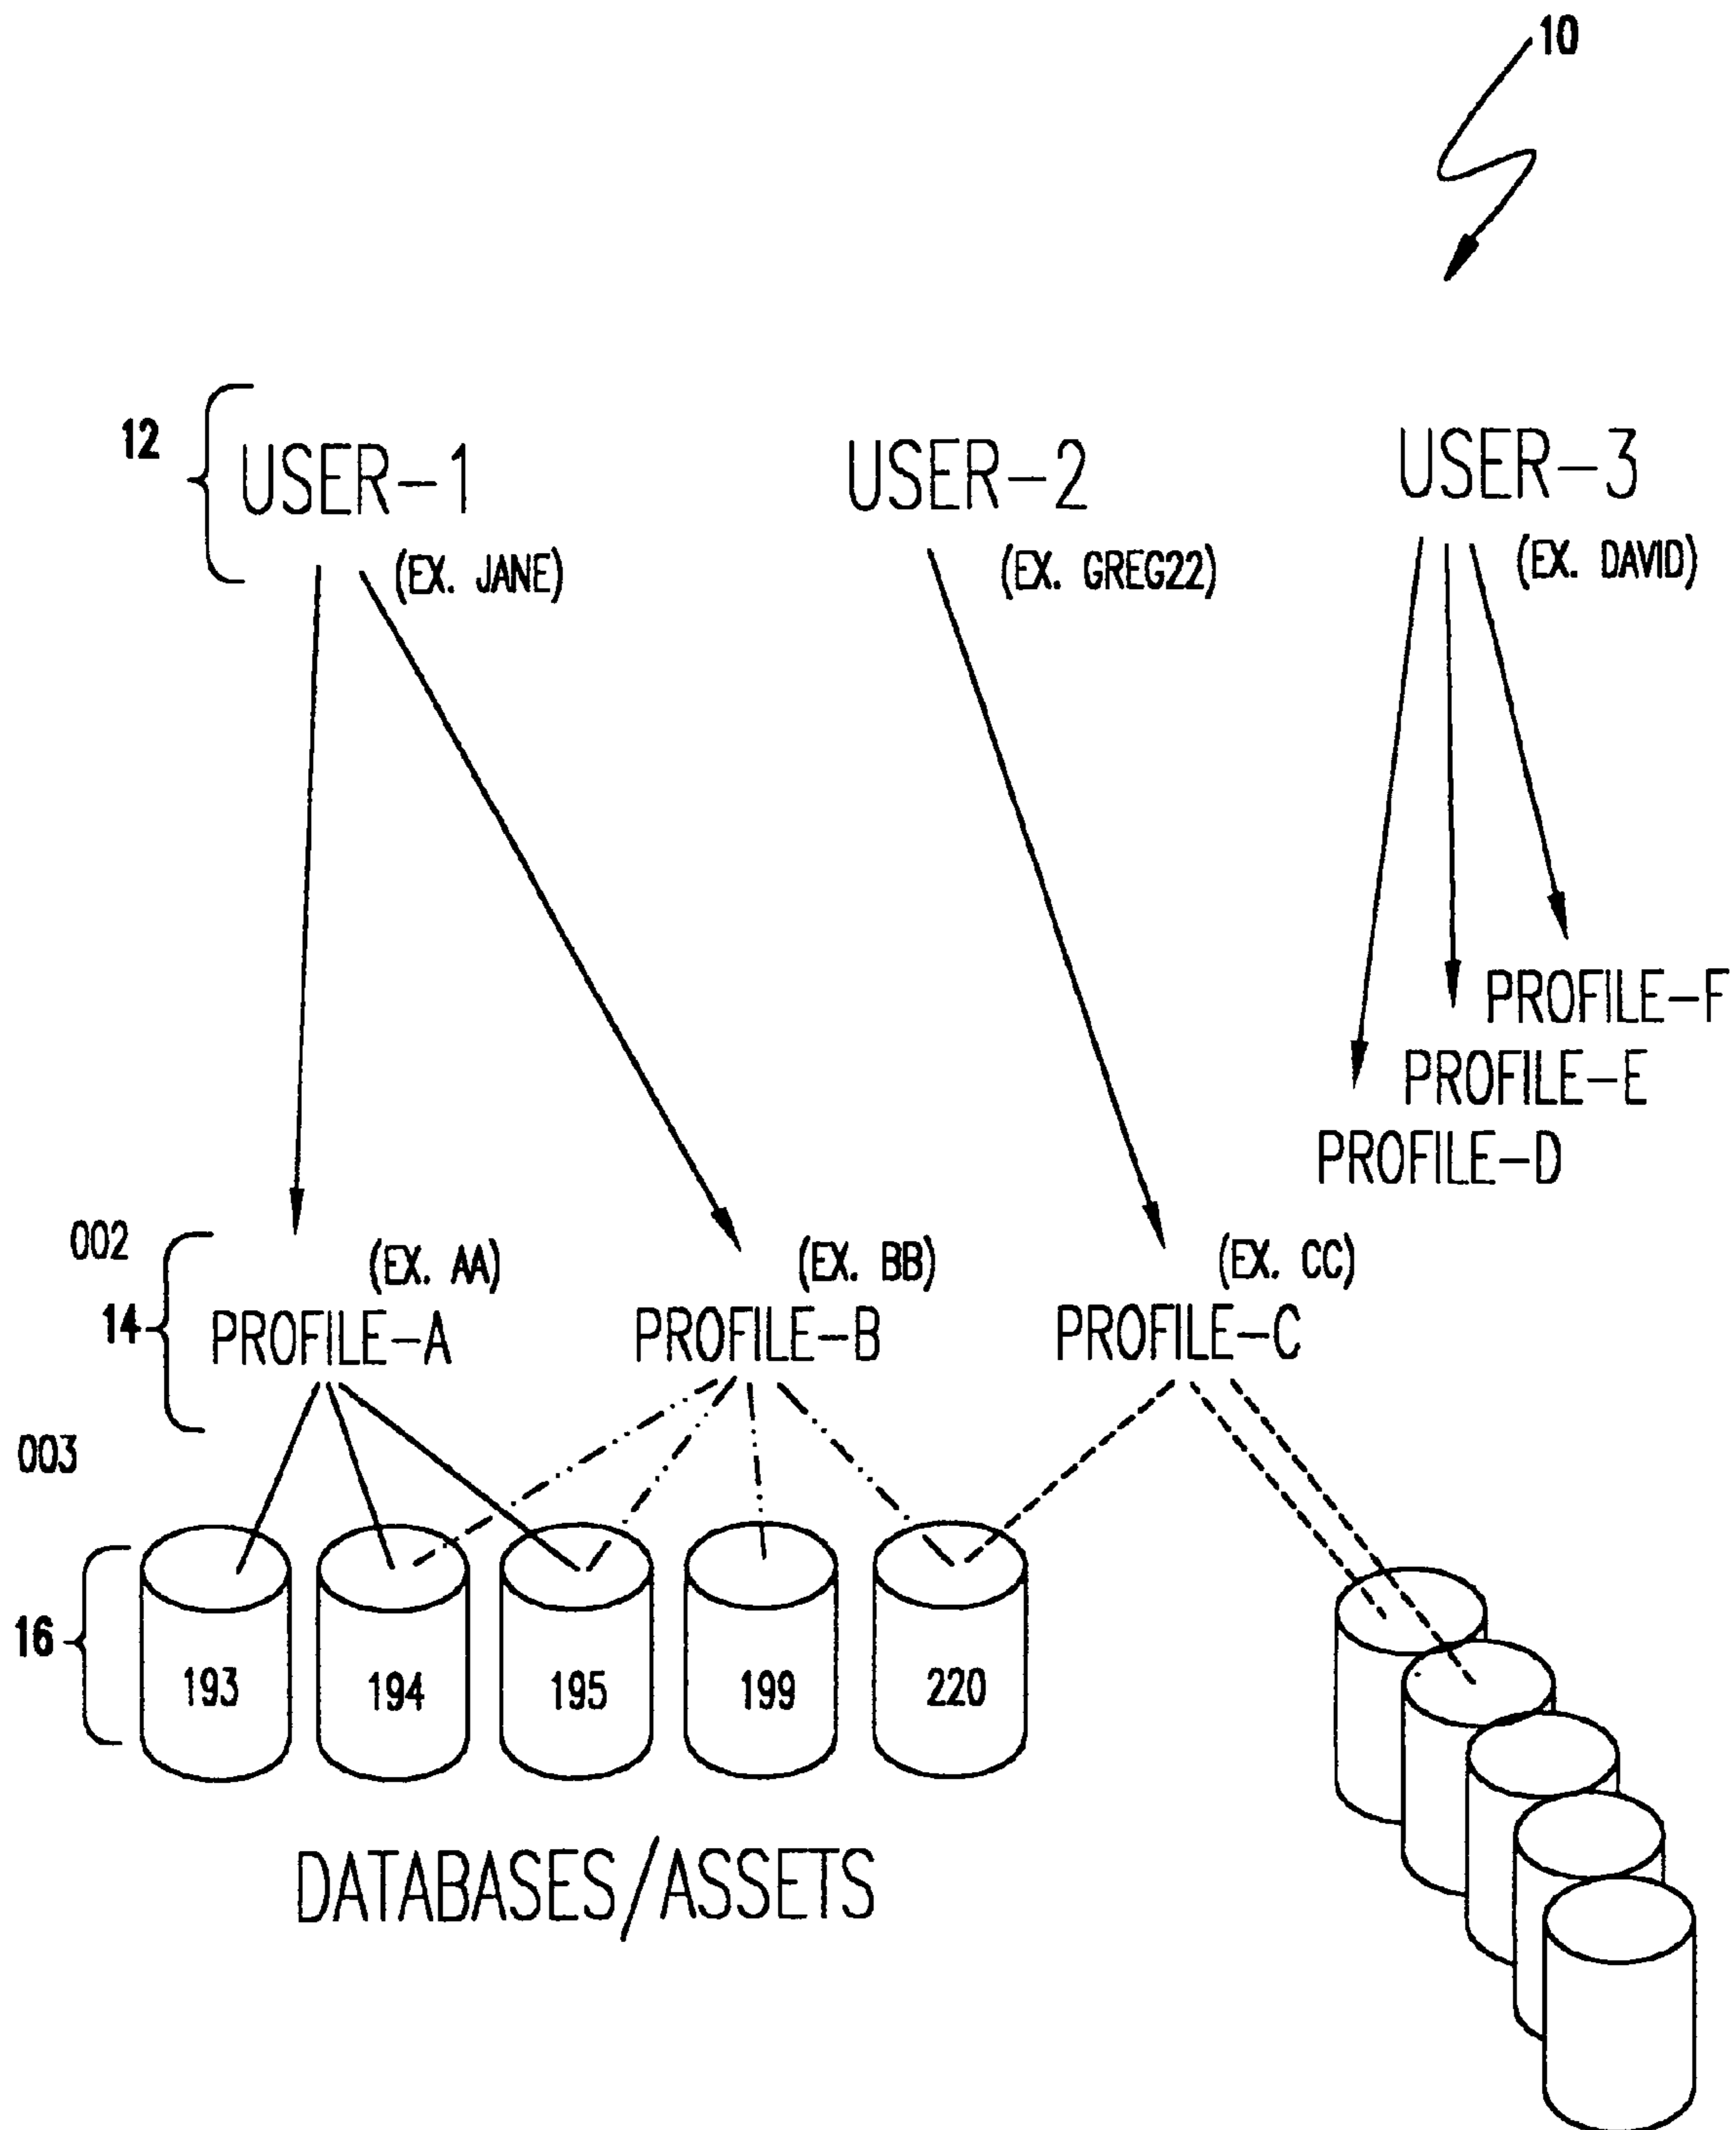 10
12
USER-1
USER-2
USER-3
(EX. JANE)
(EX. GREG22)
(EX. DAVID)
PROFILE-F
PROFILE-E
PROFILE-D
002
(EX. AA)
(EX. BB)
(EX. CC)
14
PROFILE-A
PROFILE-B
PROFILE-C
003
16
193
194
195
199
220
DATABASES/ASSETS